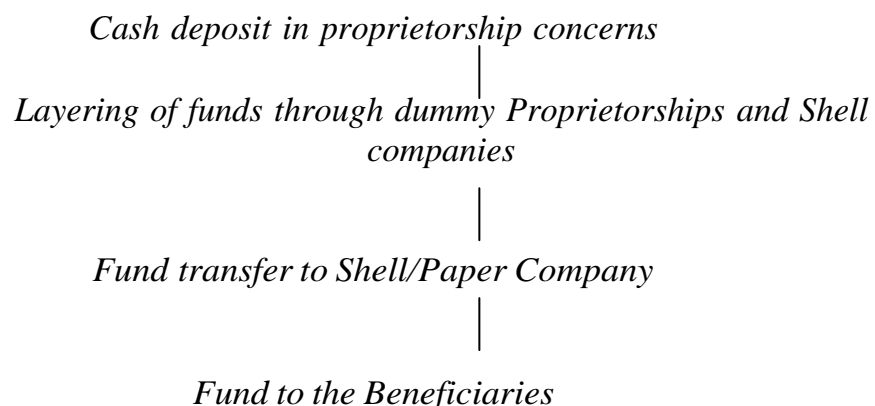 Cash deposit in proprietorship concerns
Layering of funds through dummy Proprietorships and Shell
companies
Fund transfer to Shell/Paper Company
Fund to the Beneficiaries